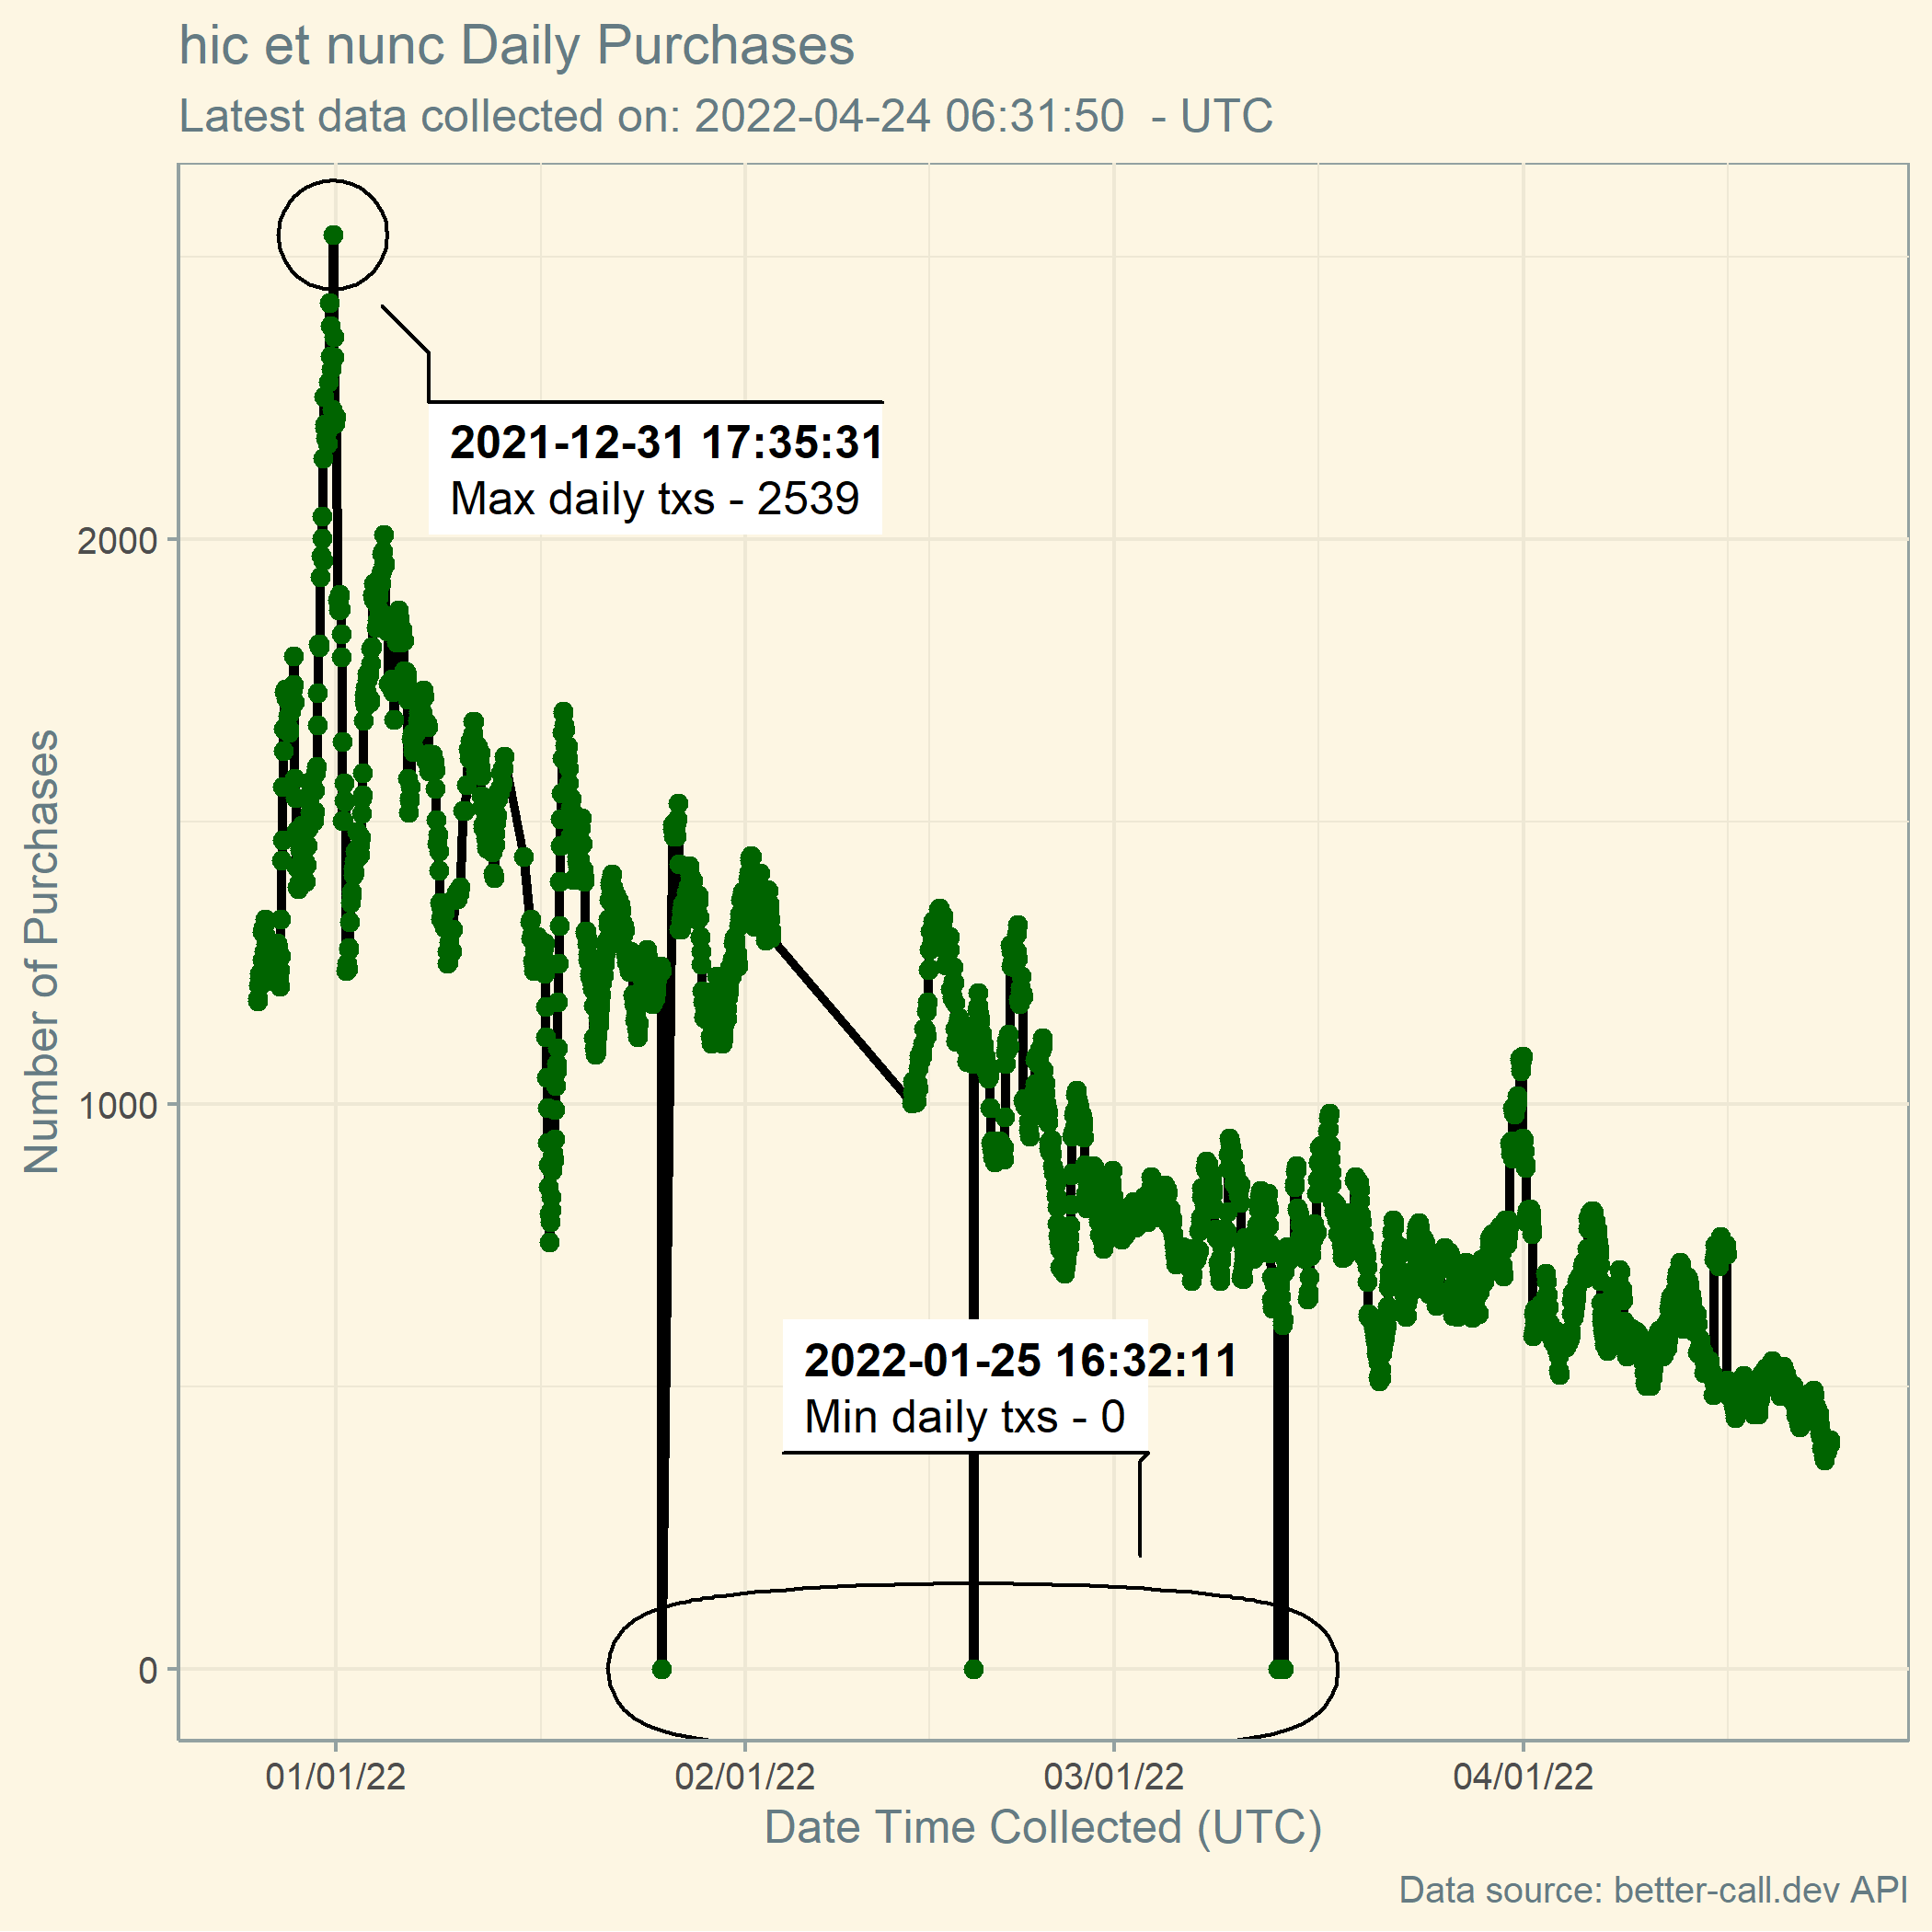 hic et nunc Daily Purchases
Latest data collected on: 2022-04-24 06:31:50  - UTC
2021-12-31 17:35:31
Max daily txs - 2539
2000
Number of Purchases
1000
2022-01-25 16:32:11
Min daily txs - 0
0
01/01/22 02/01/22 03/01/22 04/01/22
Date Time Collected (UTC)
Data source: better-call.dev API